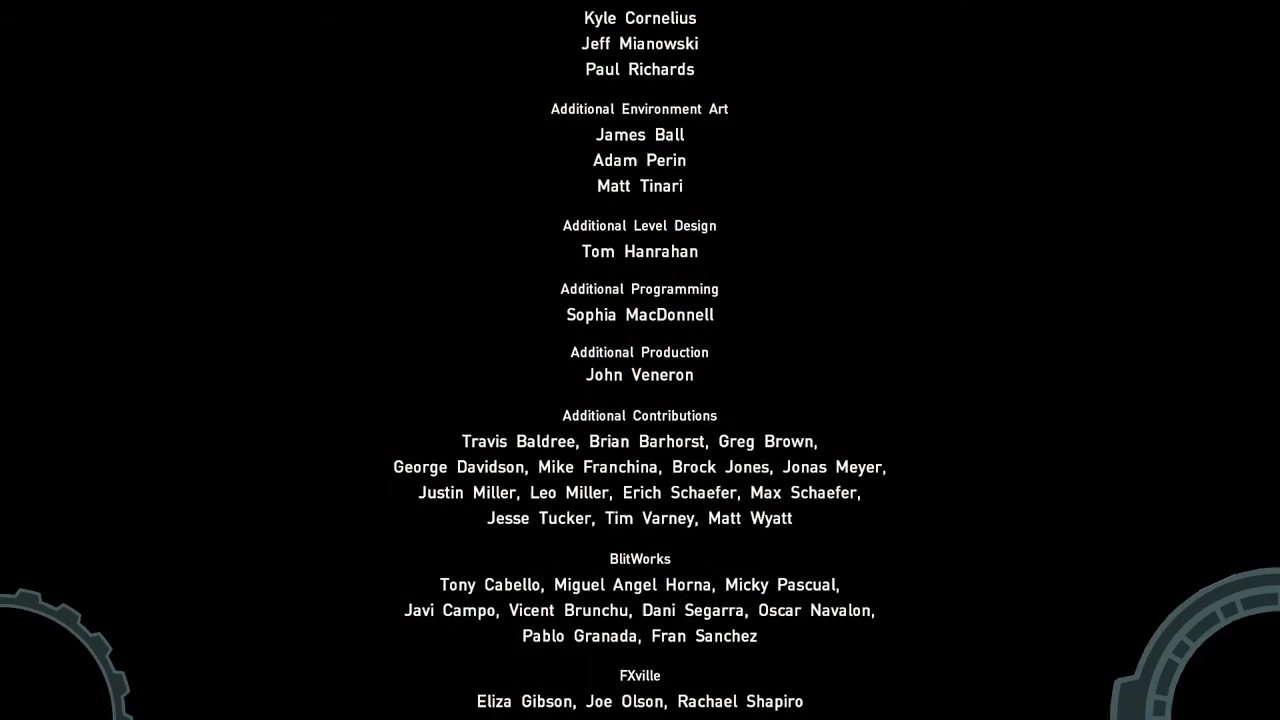 Kyle Cornelius
Jeff Mianowski
Paul Richards
Additional Environment Art
James Ball
Adam Perin
Matt Tinari
Additional Level Design
Tom Hanrahan
Additional Programming
Sophia MacDonnell
Additional Production
John Veneron
Additional Contributions
Travis Baldree, Brian Barhorst, Greg Brown,
George Davidson, Mike Franchina, Brock Jones, Jonas Meyer,
Justin Miller, Leo Miller, Erich Schaefer, Max Schaefer,
Jesse Tucker, Tim Varney, Matt Wyatt
BlitWorks
Tony Cabello, Miguel Angel Horna, Micky Pascual,
Javi Campo, Vicent Brunchu, Dani Segarra, Oscar Navalon,
Pablo Granada, Fran Sanchez
FXville
Eliza Gibson, Joe Olson, Rachael Shapiro